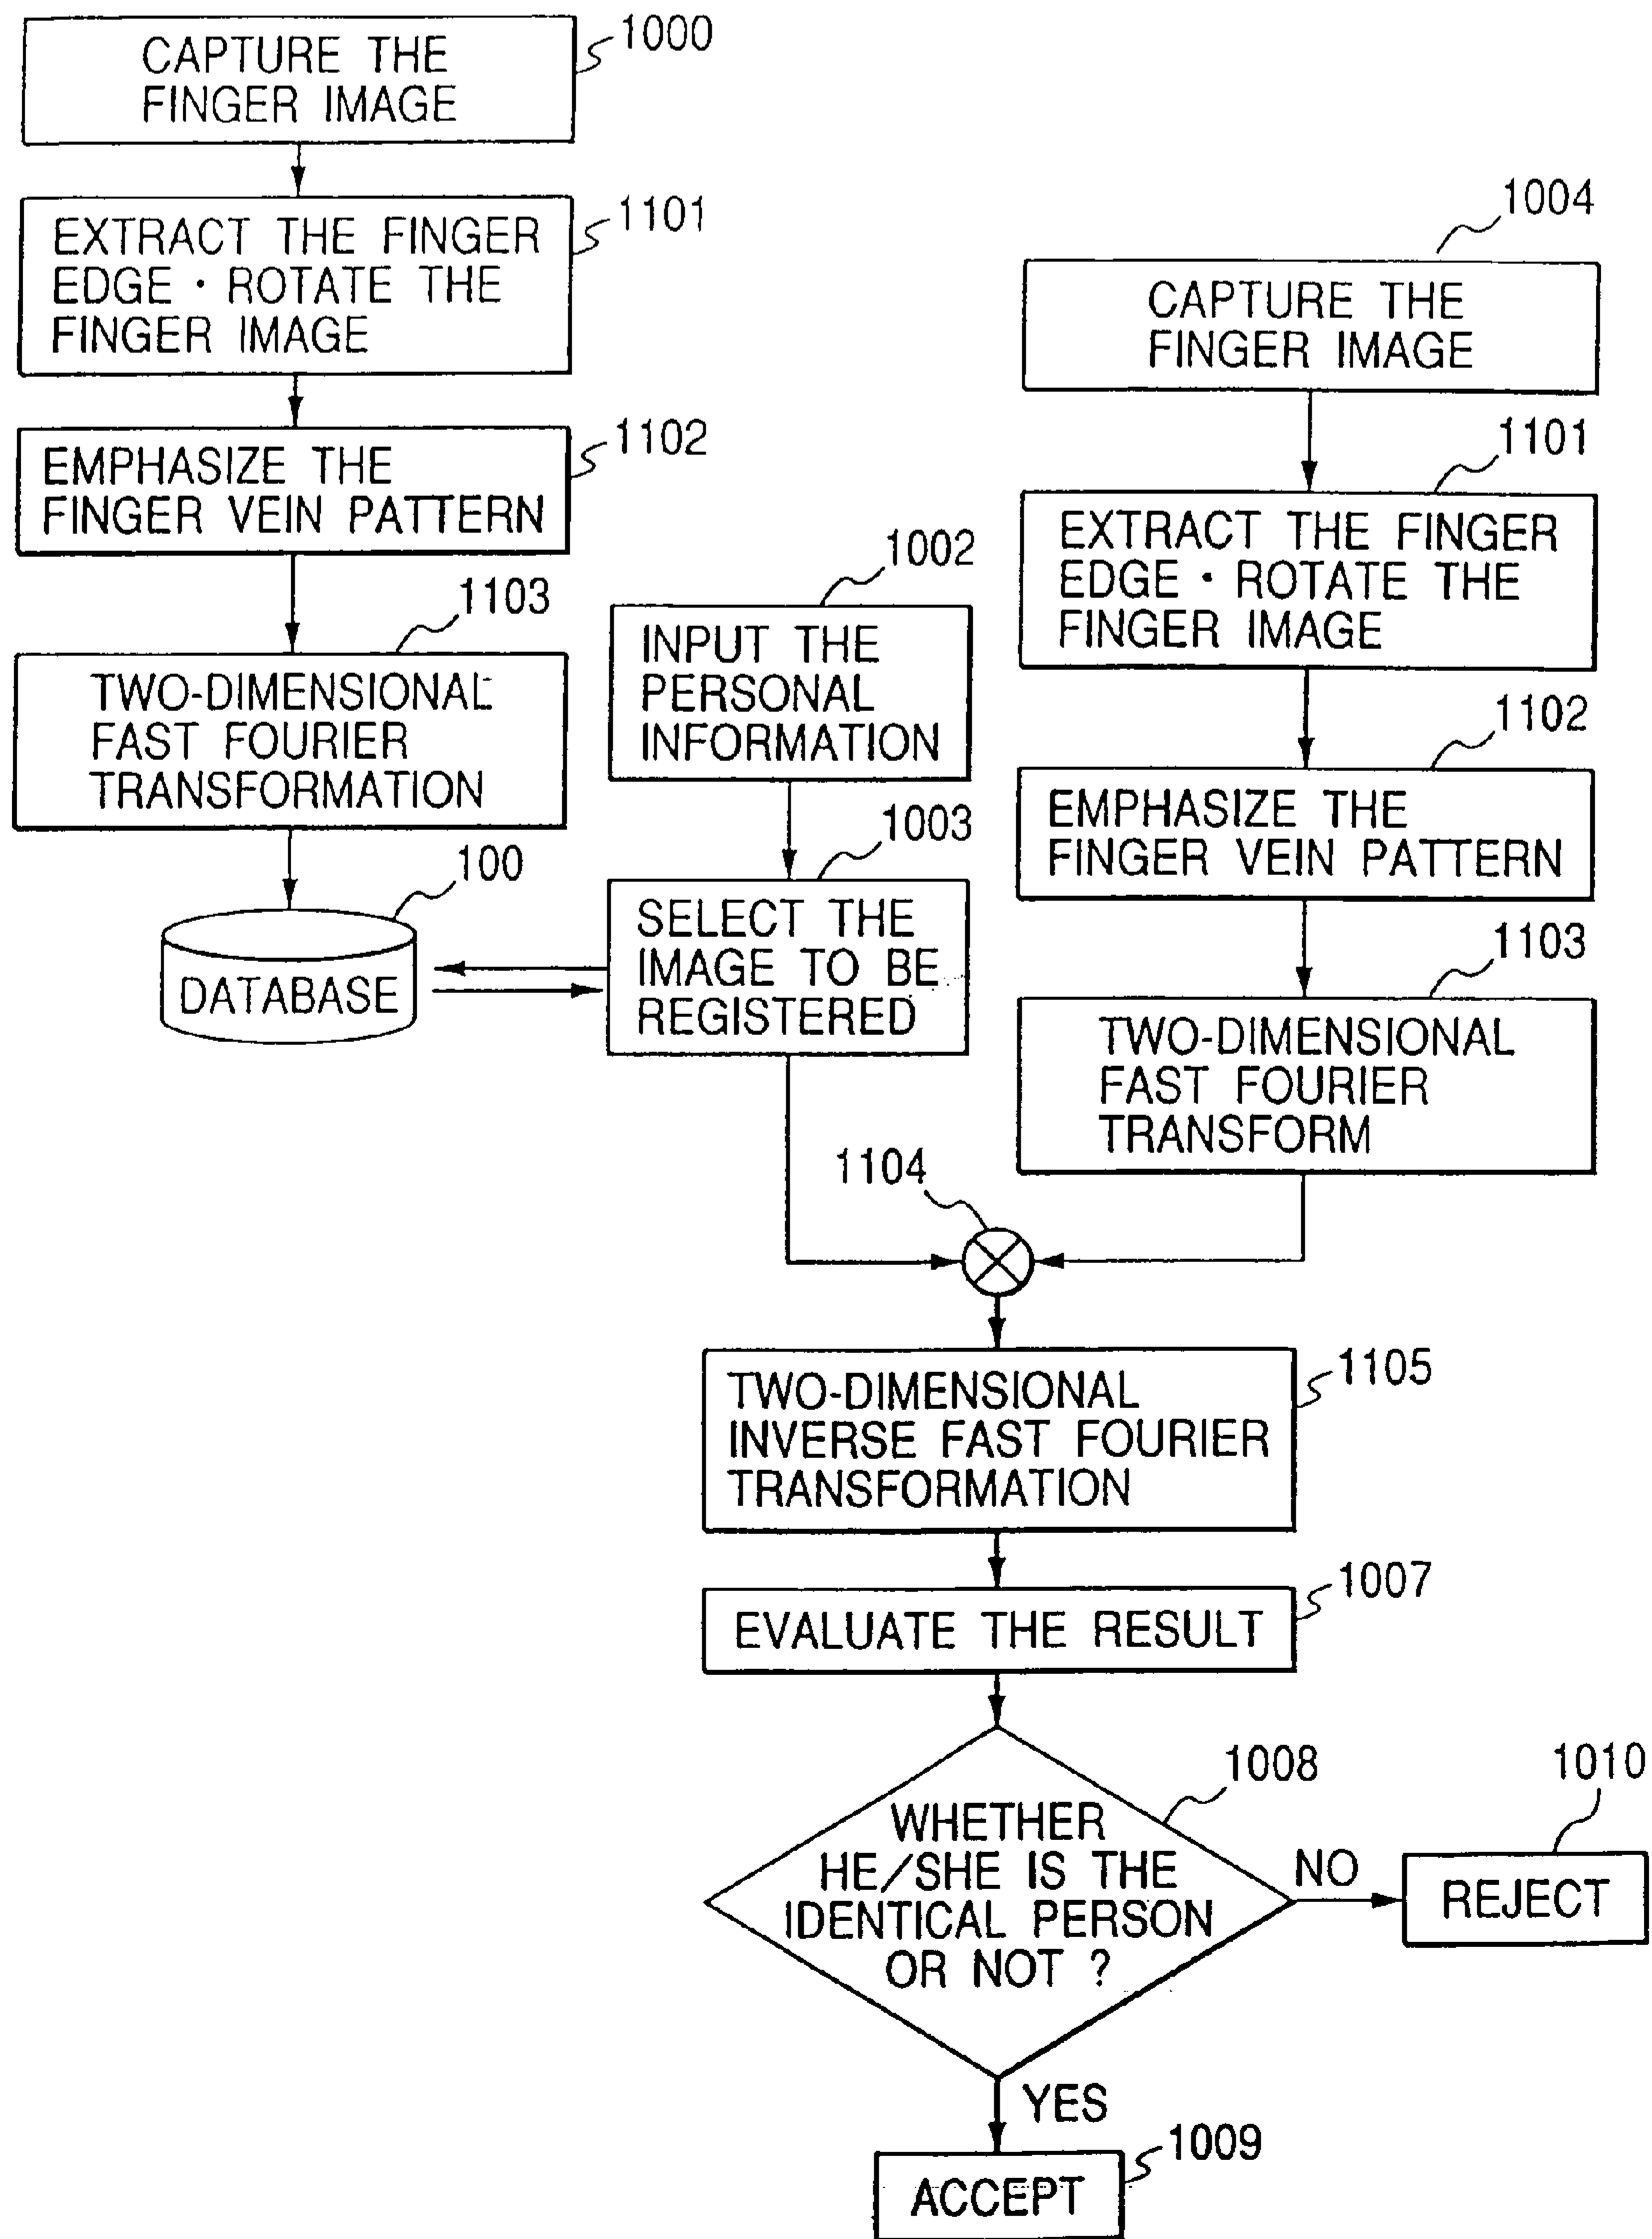 CAPTURE THE
FINGER IMAGE
1000
EXTRACT THE FINGER
EDGE・ROTATE THE
FINGER IMAGE
1101
EMPHASIZE THE
FINGER VEIN PATTERN
1102
1103
TWO-DIMENSIONAL
FAST FOURIER
TRANSFORMATION
100
DATABASE
1002
INPUT THE
PERSONAL
INFORMATION
1003
SELECT THE
IMAGE TO BE
REGISTERED
1004
CAPTURE THE
FINGER IMAGE
1101
EXTRACT THE FINGER
EDGE・ROTATE THE
FINGER IMAGE
1102
EMPHASIZE THE
FINGER VEIN PATTERN
1103
TWO-DIMENSIONAL
FAST FOURIER
TRANSFORM
1104
TWO-DIMENSIONAL
INVERSE FAST FOURIER
TRANSFORMATION
1105
EVALUATE THE RESULT
1007
WHETHER
HE/SHE IS THE
IDENTICAL PERSON
OR NOT ?
1008
NO
REJECT
1010
YES
ACCEPT
1009